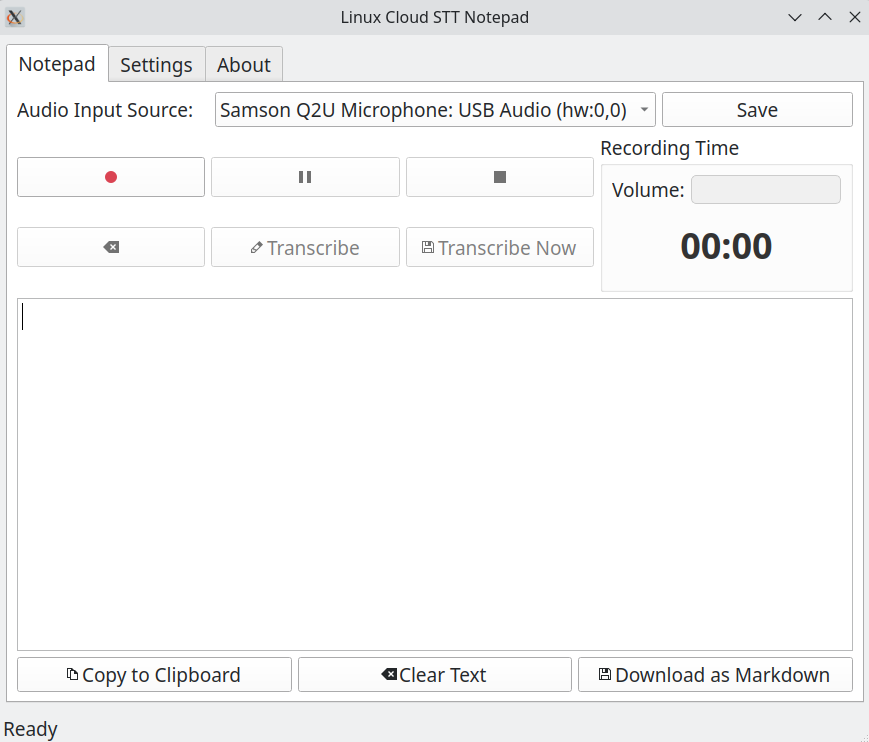 Linux Cloud STT Notepad
Notepad Settings About
Audio Input Source: Samson Q2U Microphone: USB Audio (hw:0,0) Save
Recording Time
Volume:
00:00
Transcribe Transcribe Now
Copy to Clipboard Clear Text Download as Markdown
Ready